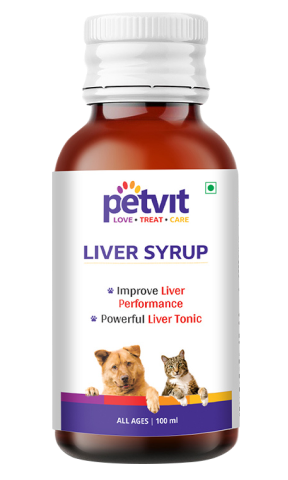 petvit
LOVE • TREAT • CARE
LIVER SYRUP
Improve Liver
Performance
Powerful Liver Tonic
ALL AGES | 100 ml